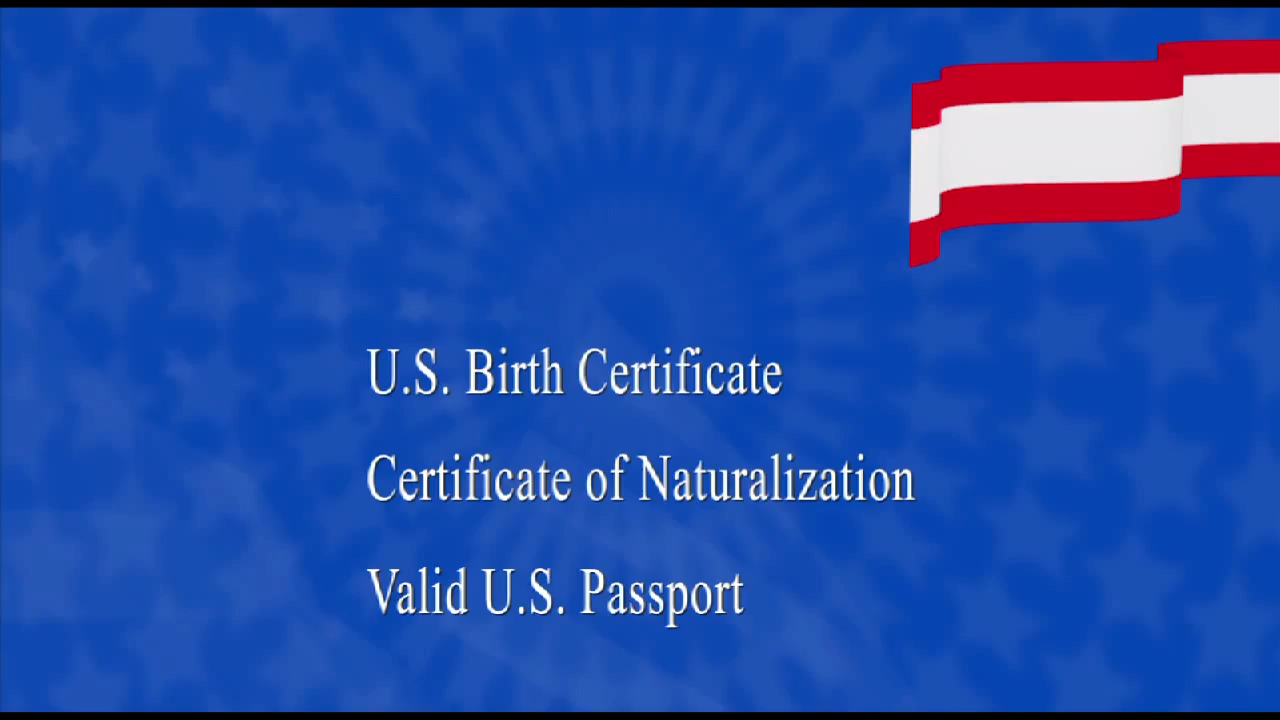 U.S. Birth Certificate
Certificate of Naturalization
Valid U.S. Passport